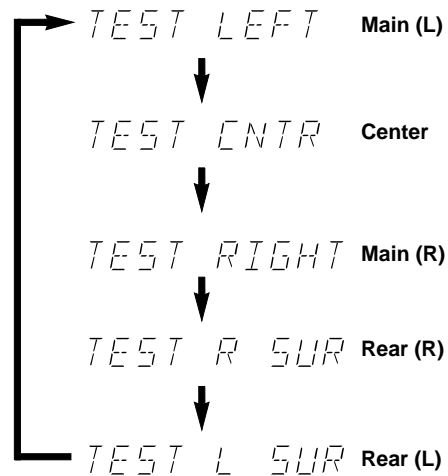 TEST LEFT Main (L)
TEST CNTR Center
TEST RIGHT Main (R)
TEST R SUR Rear (R)
TEST L SUR Rear (L)